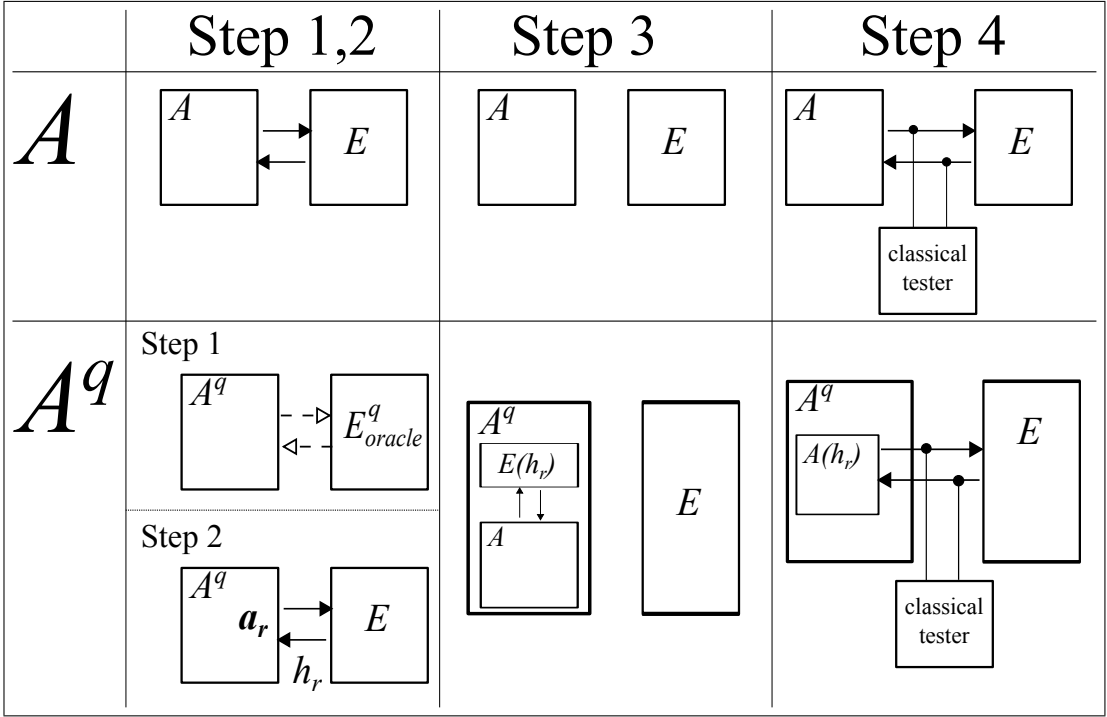 Step 1,2
Step 3
Step 4
A
A
E
A
E
A
E
classical
tester
A^q
Step 1
A^q
E^q_oracle
Step 2
A^q
a_r
E
h_r
A^q
E(h_r)
A
E
A^q
A(h_r)
E
classical
tester